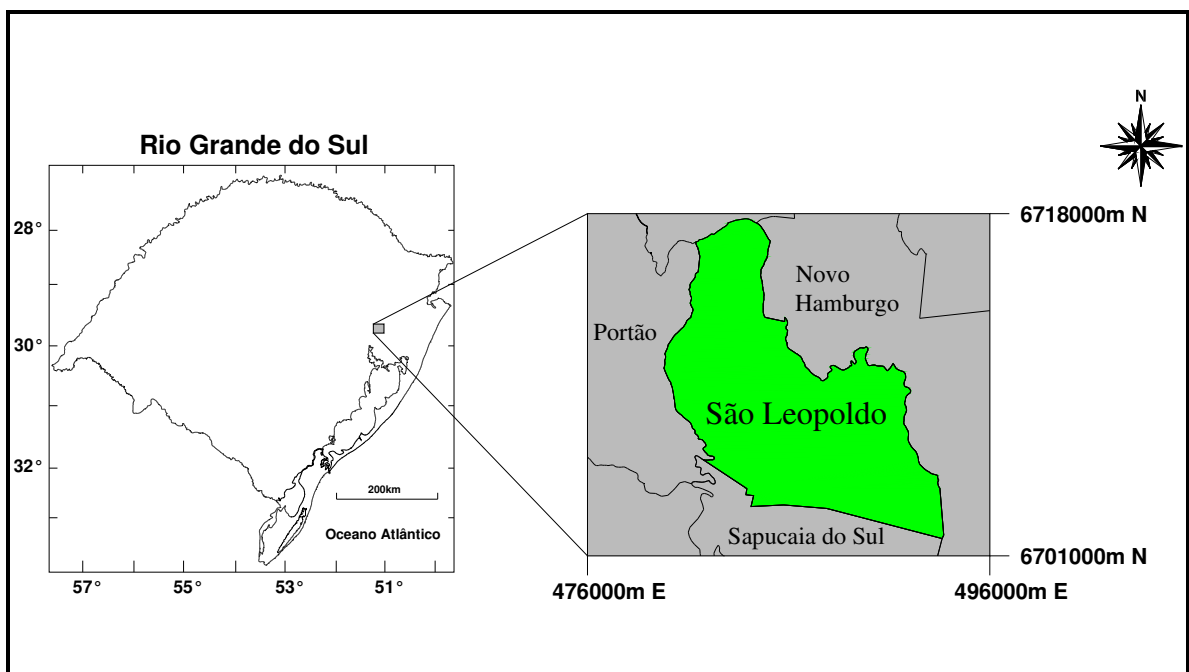 N
Rio Grande do Sul
28°
30°
32°
200km
Oceano Atlântico
57°
55°
53°
51°
6718000m N
Novo
Hamburgo
Portão
São Leopoldo
Sapucaia do Sul
6701000m N
476000m E
496000m E